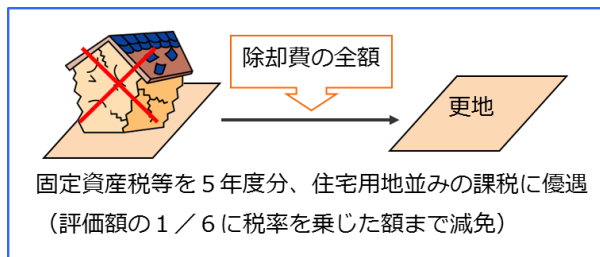 除却費の全額
更地
固定資産税等を５年度分、住宅用地並みの課税に優遇
（評価額の１／６に税率を乗じた額まで減免）